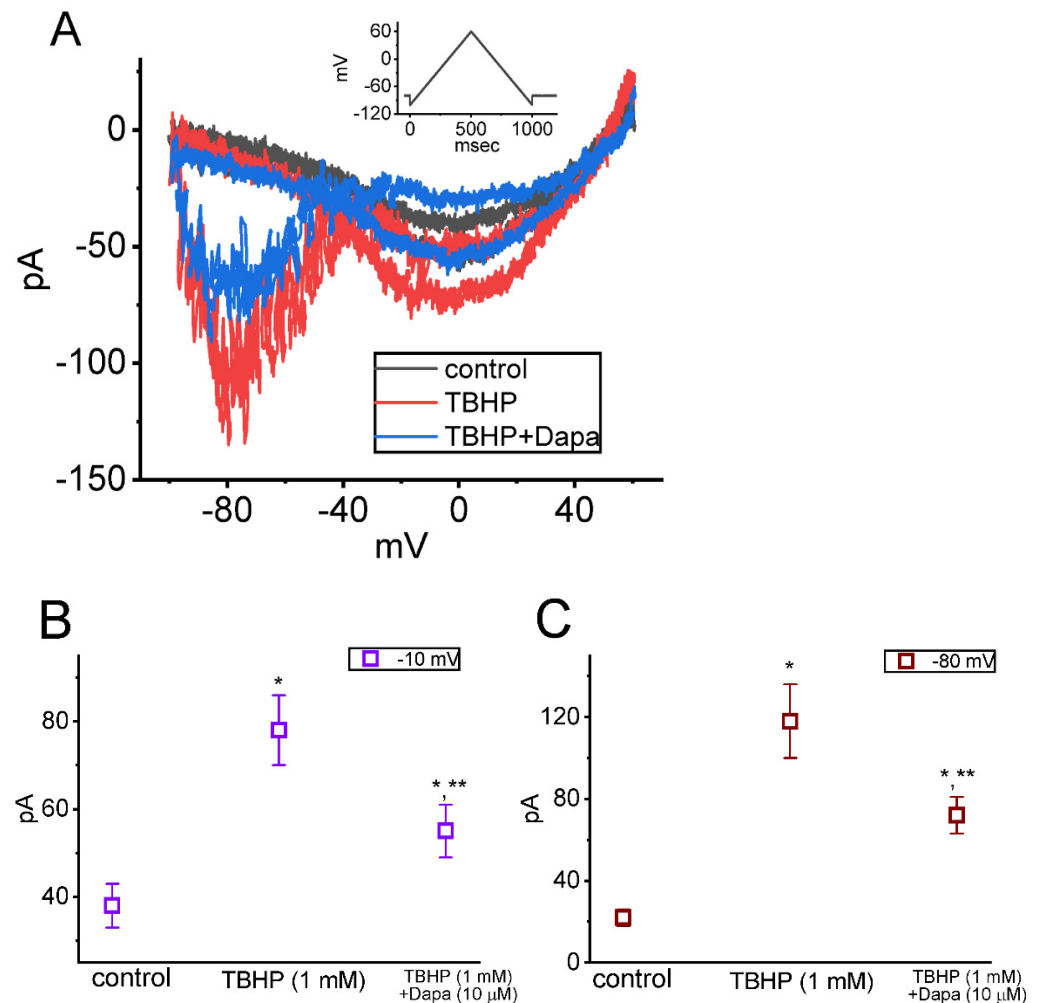 A
60
0
-60
-120
mV
0
500
1000
msec
0
-50
-100
-150
pA
control
TBHP
TBHP+Dapa
-80
-40
0
40
mV
B
-10 mV
*
*,**
80
60
40
pA
control
TBHP (1 mM)
TBHP (1 mM)
+Dapa (10 μM)
C
-80 mV
*
*,**
120
80
40
0
pA
control
TBHP (1 mM)
TBHP (1 mM)
+Dapa (10 μM)